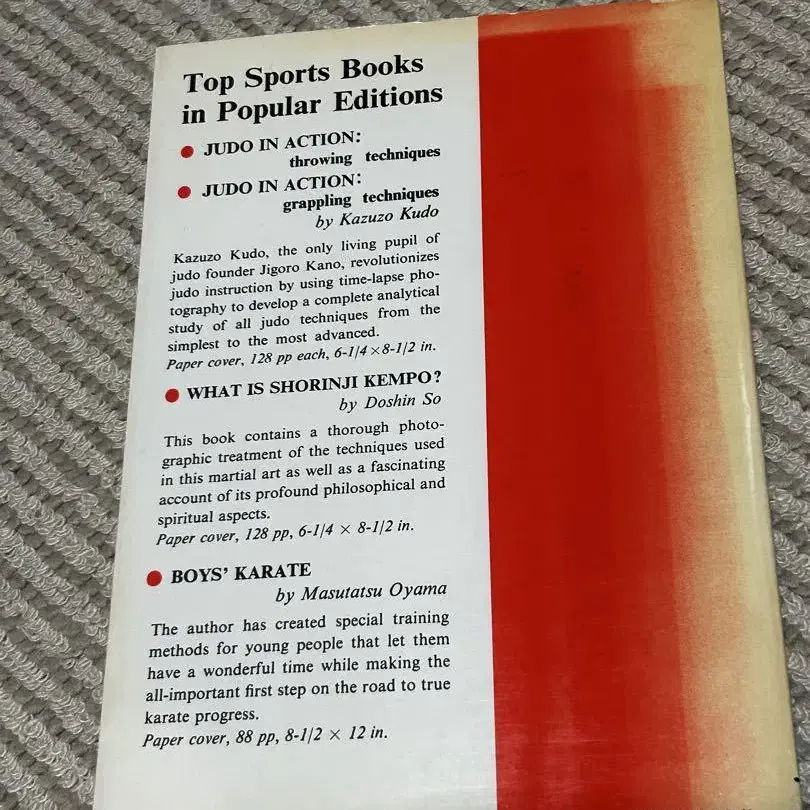 Top Sports Books
in Popular Editions
● JUDO IN ACTION:
throwing techniques
● JUDO IN ACTION:
grappling techniques
by Kazuzo Kudo
Kazuzo Kudo, the only living pupil of
judo founder Jigoro Kano, revolutionizes
judo instruction by using time-lapse pho-
tography to develop a complete analytical
study of all judo techniques from the
simplest to the most advanced.
Paper cover, 128 pp each, 6-1/4×8-1/2 in.
● WHAT IS SHORINJI KEMPO?
by Doshin So
This book contains a thorough photo-
graphic treatment of the techniques used
in this martial art as well as a fascinating
account of its profound philosophical and
spiritual aspects.
Paper cover, 128 pp, 6-1/4 × 8-1/2 in.
● BOYS' KARATE
by Masutatsu Oyama
The author has created special training
methods for young people that let them
have a wonderful time while making the
all-important first step on the road to true
karate progress.
Paper cover, 88 pp, 8-1/2 × 12 in.